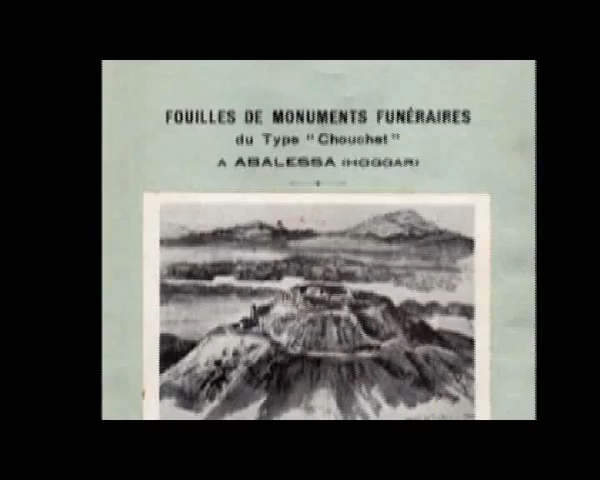 FOUILLES DE MONUMENTS FUNÉRAIRES
du Type "Chouchet"
A ABALESSA (HOGGAR)